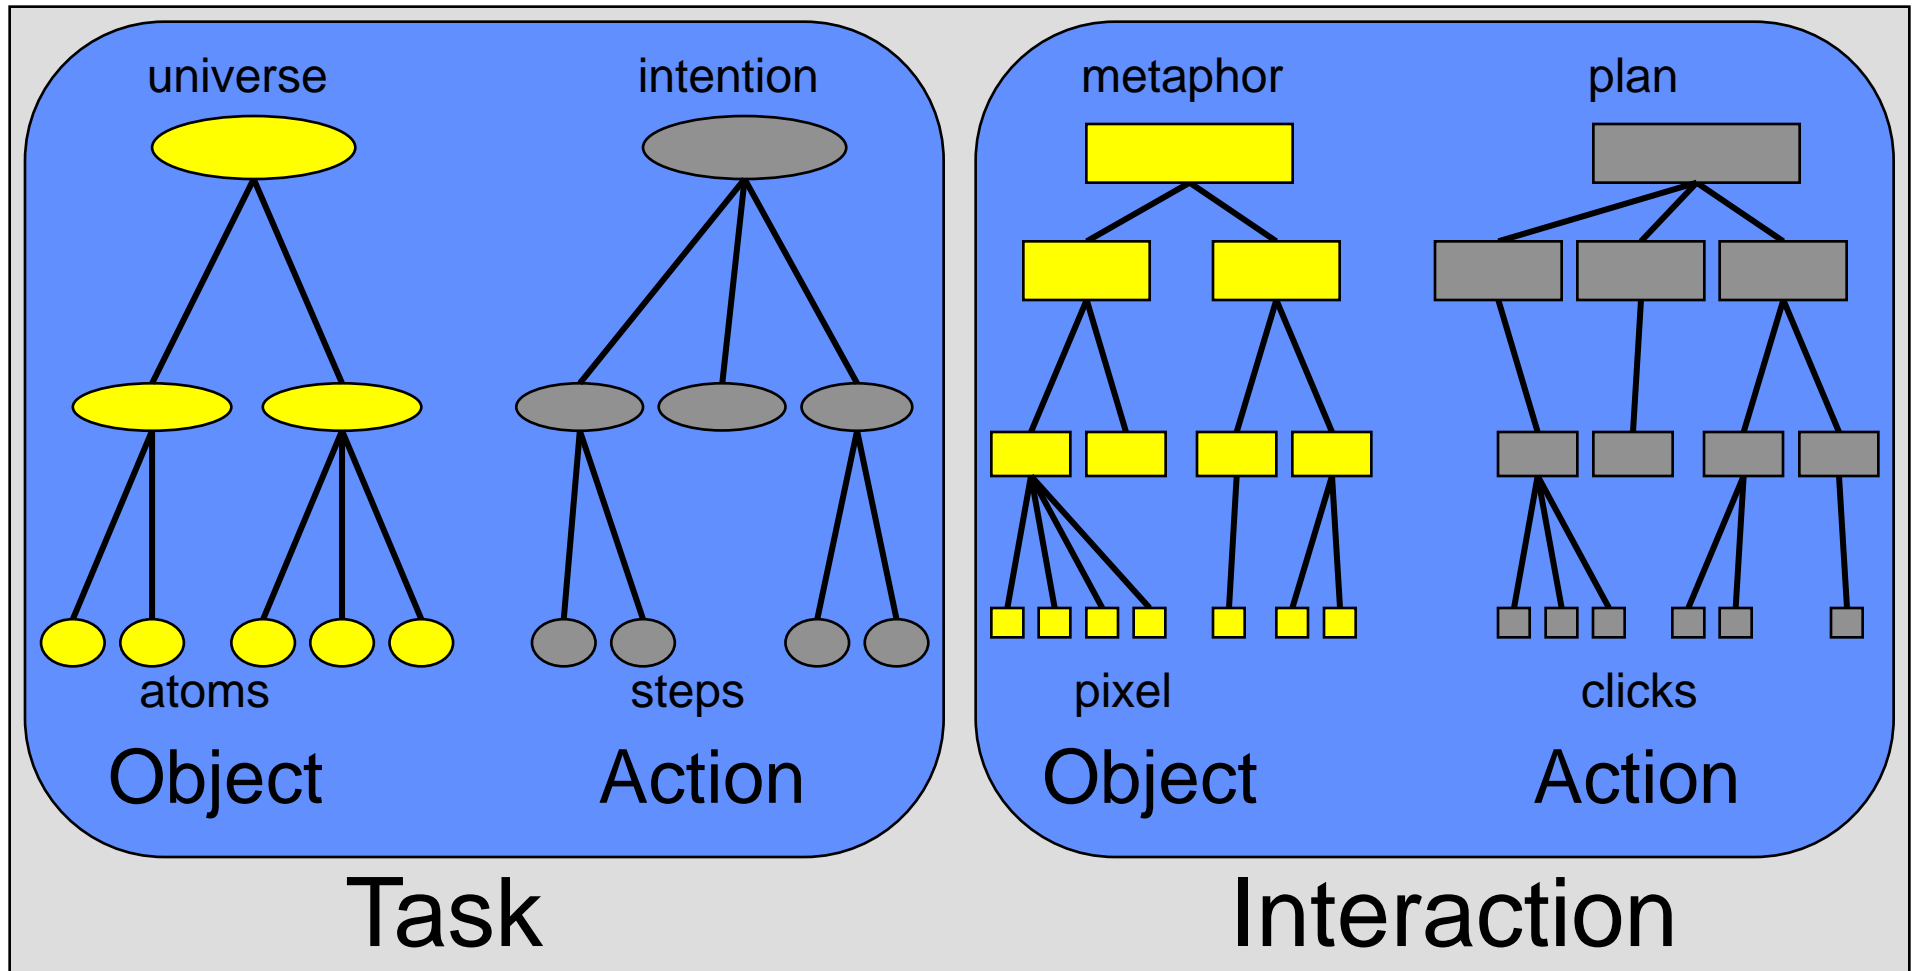 universe intention metaphor plan
atoms steps pixel clicks
Object Action Object Action
Task Interaction